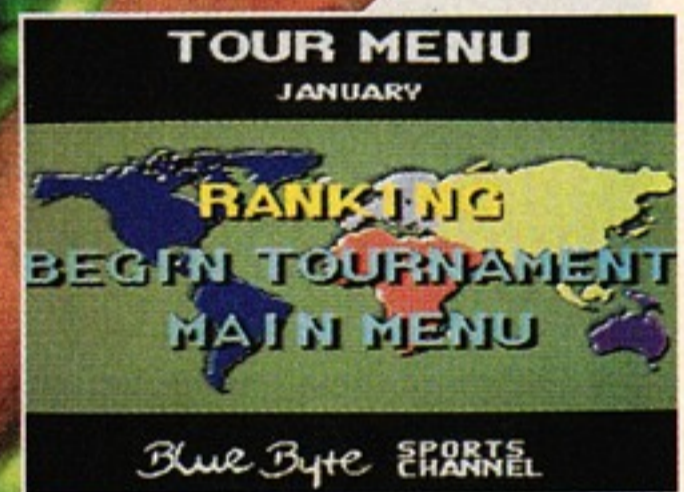 TOUR MENU
JANUARY
RANKING
BEGIN TOURNAMENT
MAIN MENU
Blue Byte SPORTS CHANNEL